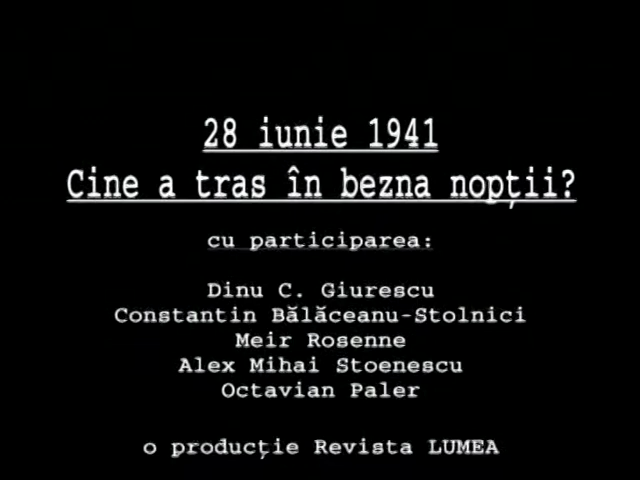 28 iunie 1941
Cine a tras în bezna nopții?
cu participarea:
Dinu C. Giurescu
Constantin Bălăceanu-Stolnici
Meir Rosenne
Alex Mihai Stoenescu
Octavian Paler
o producție Revista LUMEA